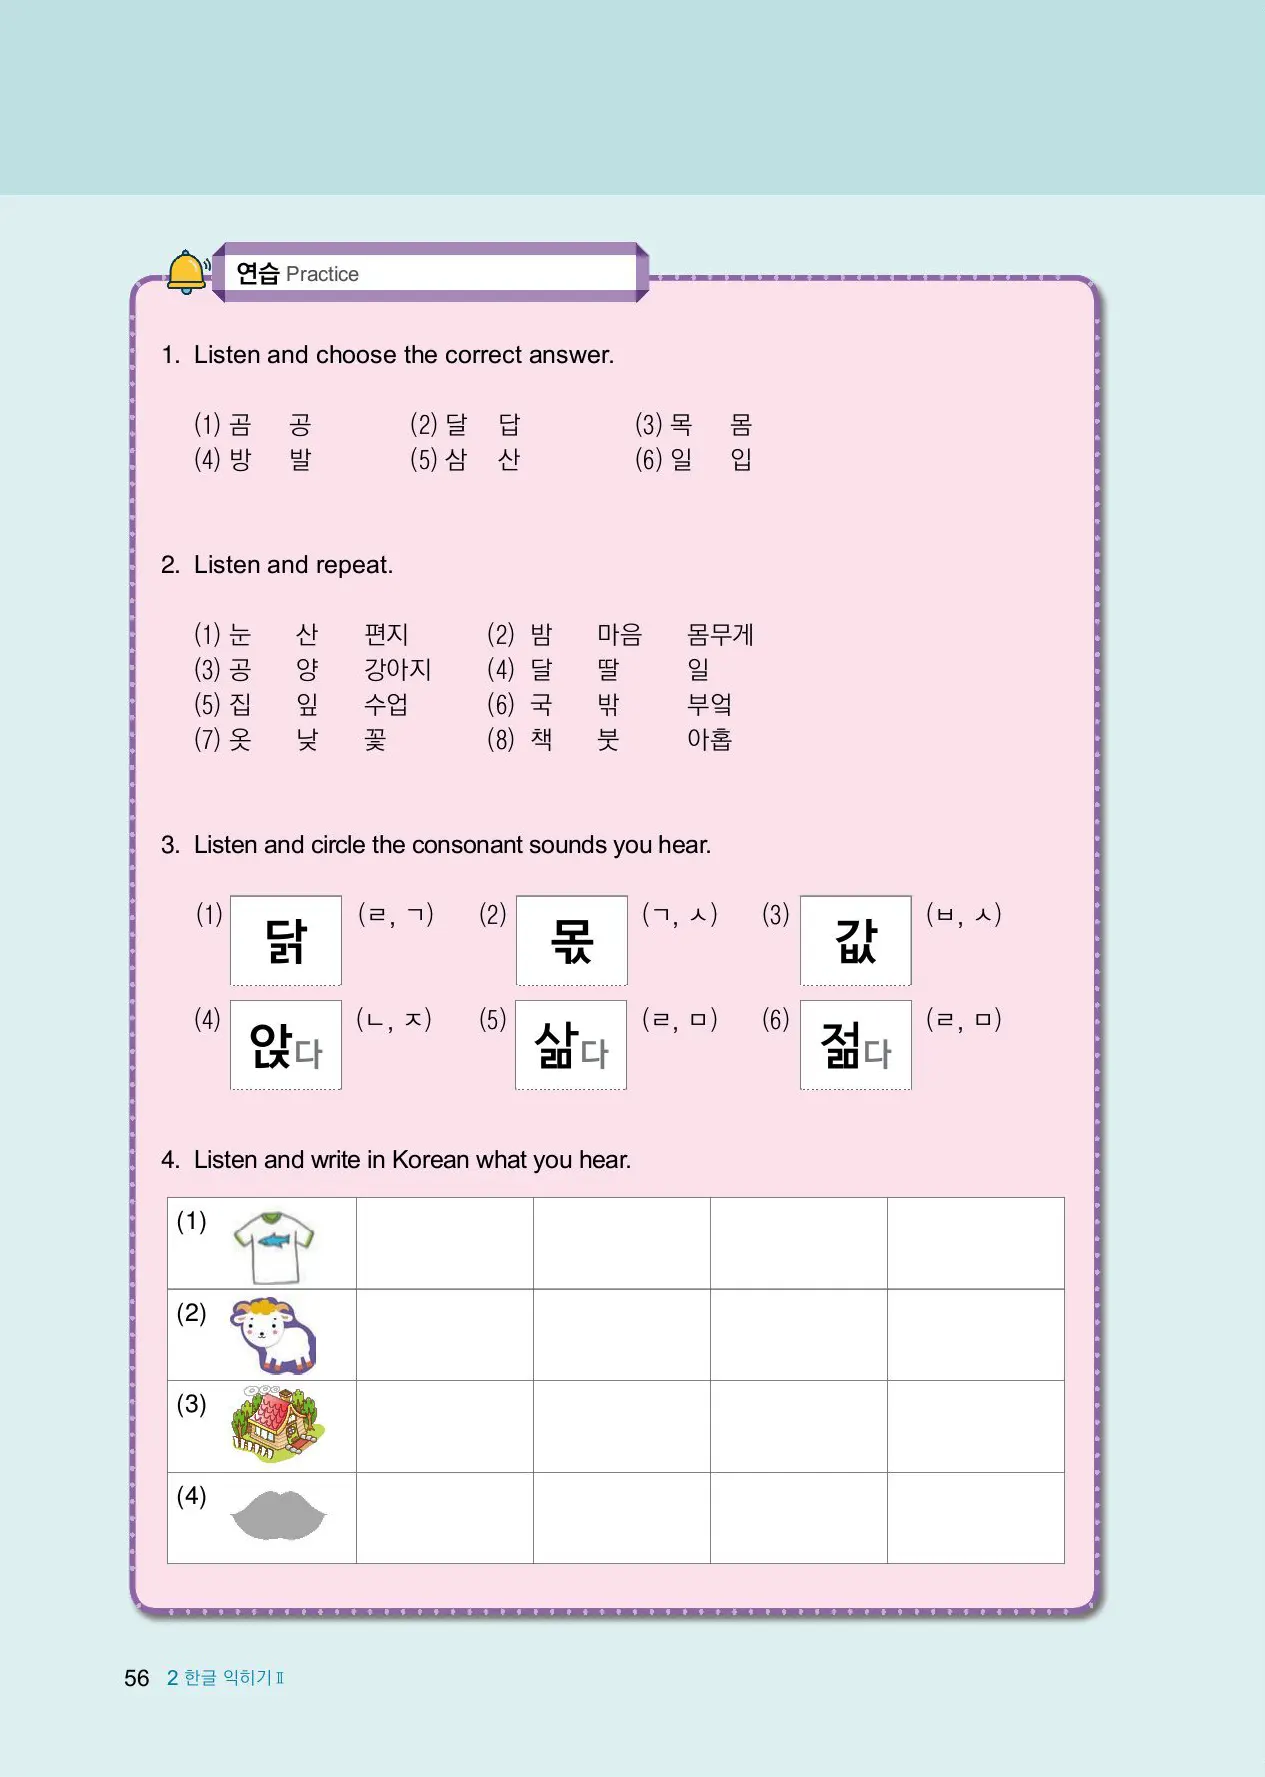 연습 Practice
1. Listen and choose the correct answer.
(1) 곰 공 (2) 달 답 (3) 목 몸
(4) 방 발 (5) 삼 산 (6) 일 입
2. Listen and repeat.
(1) 눈 산 편지 (2) 밤 마음 몸무게
(3) 공 양 강아지 (4) 달 딸 일
(5) 집 잎 수업 (6) 국 밖 부엌
(7) 옷 낮 꽃 (8) 책 붓 아홉
3. Listen and circle the consonant sounds you hear.
(1) 닭 (ㄹ, ㄱ) (2) 몫 (ㄱ, ㅅ) (3) 값 (ㅂ, ㅅ)
(4) 앉다 (ㄴ, ㅈ) (5) 삶다 (ㄹ, ㅁ) (6) 젊다 (ㄹ, ㅁ)
4. Listen and write in Korean what you hear.
(1)
(2)
(3)
(4)
56 2 한글 익히기 Ⅱ